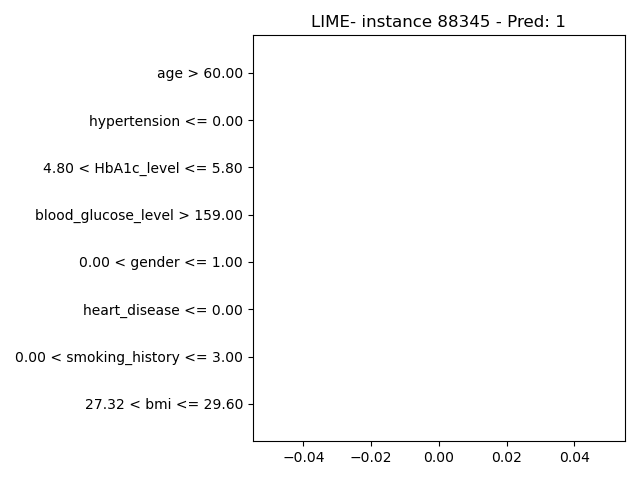 LIME- instance 88345 - Pred: 1
age > 60.00
hypertension <= 0.00
4.80 < HbA1c_level <= 5.80
blood_glucose_level > 159.00
0.00 < gender <= 1.00
heart_disease <= 0.00
0.00 < smoking_history <= 3.00
27.32 < bmi <= 29.60
−0.04 −0.02 0.00 0.02 0.04